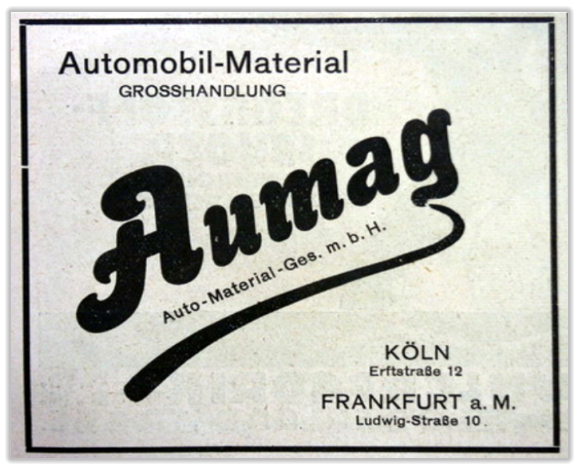 Automobil-Material
GROSSHANDLUNG
Aumag
Auto-Material-Ges. m. b. H.
KÖLN
Erftstraße 12
FRANKFURT a. M.
Ludwig-Straße 10.